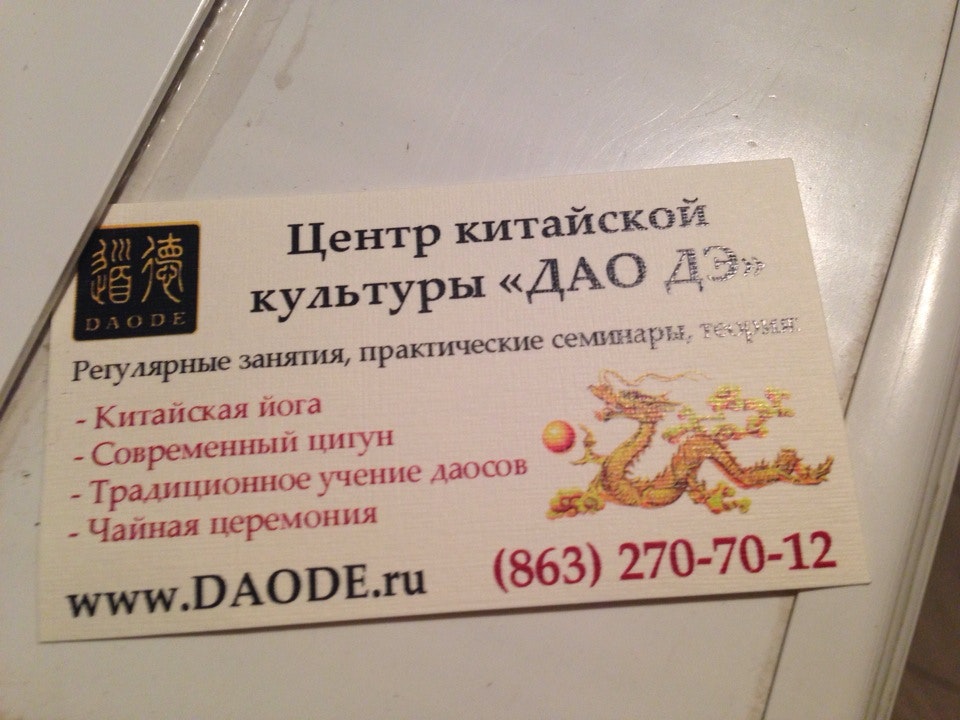 道德
DAODE
Центр китайской
культуры «ДАО ДЭ»
Регулярные занятия, практические семинары, теория:
- Китайская йога
- Современный цигун
- Традиционное учение даосов
- Чайная церемония
www.DAODE.ru
(863) 270-70-12